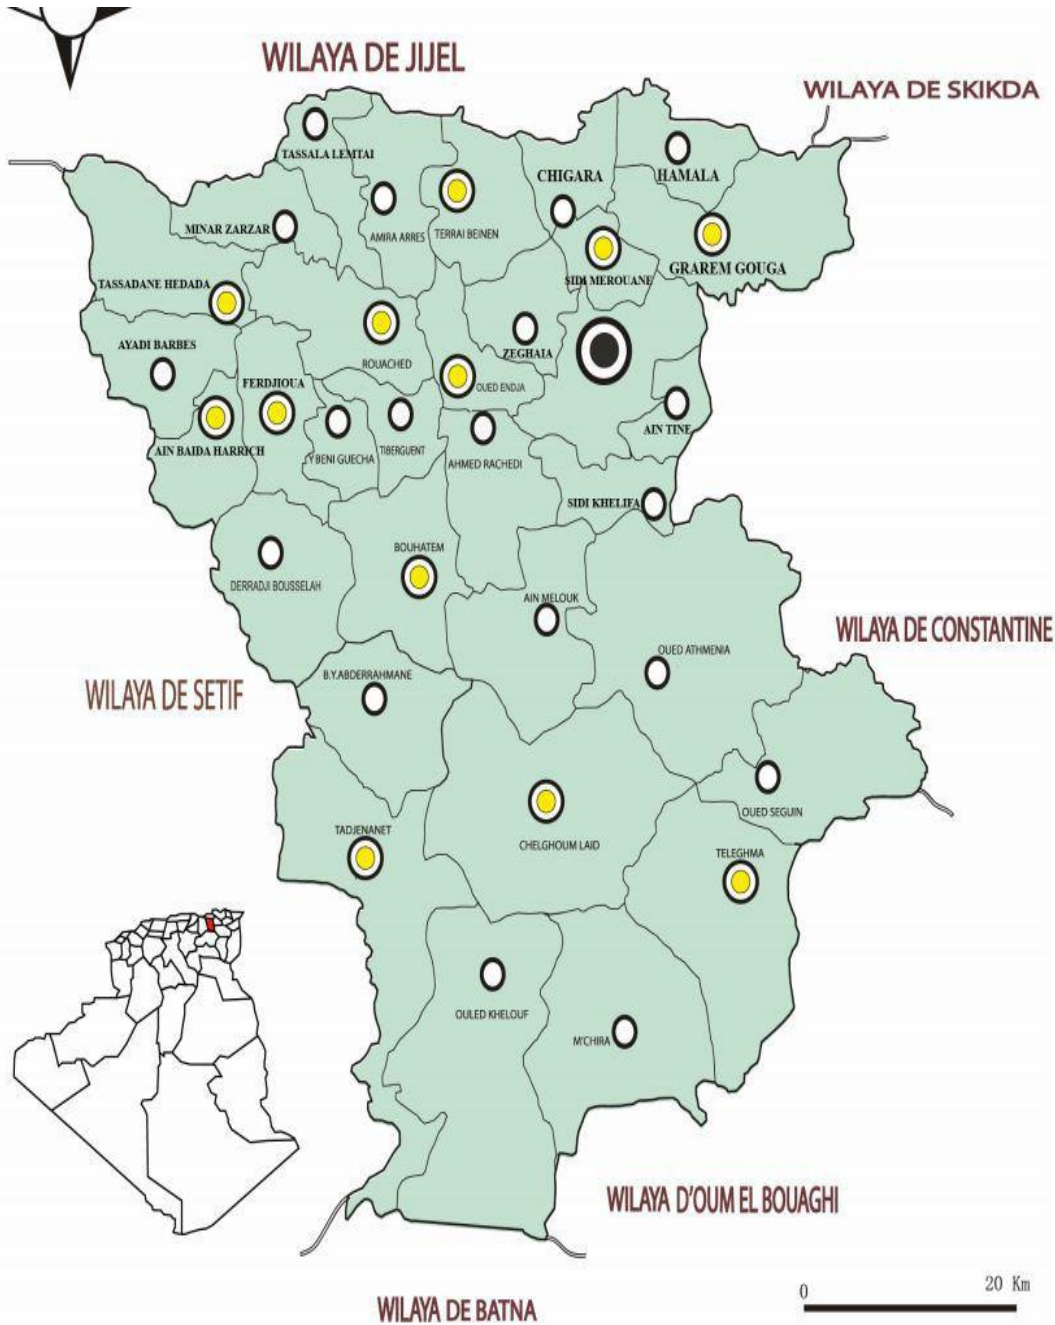 WILAYA DE JIJEL
WILAYA DE SKIKDA
TASSALA LEMTAI
CHIGARA
HAMALA
MINAR ZARZAR
AMIRA ARRES
TERRAI BEINEN
GRAREM GOUGA
SIDI MEROUANE
TASSADANE HEDADA
AYADI BARBES
ROUACHED
ZEGHAIA
FERDJIOUA
OUED ENDJA
AIN TINE
AIN BAIDA HARRICH
Y BENI GUECHA
TIBERGUENT
AHMED RACHEDI
SIDI KHELIFA
BOUHATEM
DERRADJI BOUSSELAH
AIN MELOUK
WILAYA DE CONSTANTINE
OUED ATHMENIA
B.Y.ABDERRAHMANE
WILAYA DE SETIF
OUED SEGUIN
TADJENANET
CHELGHOUM LAID
TELEGHMA
OULED KHELOUF
M'CHIRA
WILAYA D'OUM EL BOUAGHI
WILAYA DE BATNA
0
20 Km